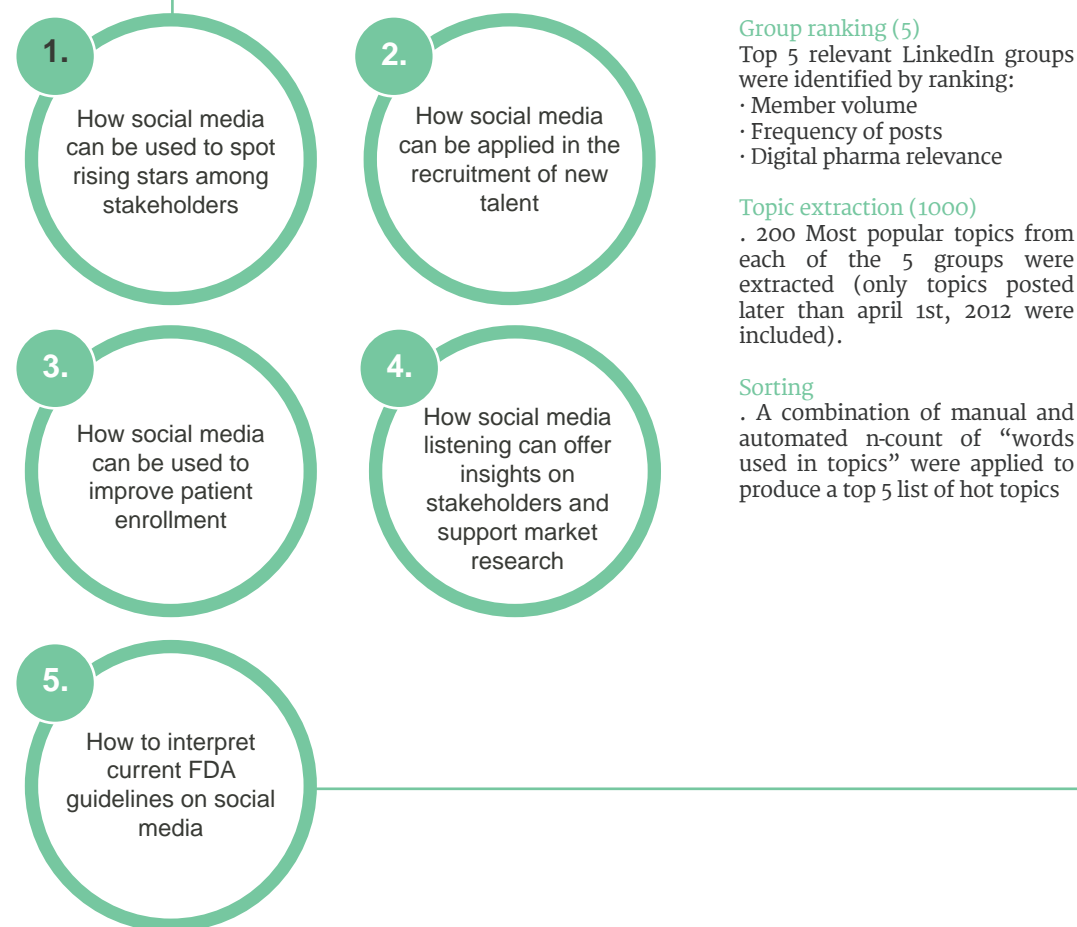 1.
How social media
can be used to spot
rising stars among
stakeholders
2.
How social media
can be applied in the
recruitment of new
talent
3.
How social media
can be used to
improve patient
enrollment
4.
How social media
listening can offer
insights on
stakeholders and
support market
research
5.
How to interpret
current FDA
guidelines on social
media
Group ranking (5)
Top 5 relevant LinkedIn groups
were identified by ranking:
· Member volume
· Frequency of posts
· Digital pharma relevance
Topic extraction (1000)
. 200 Most popular topics from
each of the 5 groups were
extracted (only topics posted
later than april 1st, 2012 were
included).
Sorting
. A combination of manual and
automated n-count of “words
used in topics” were applied to
produce a top 5 list of hot topics